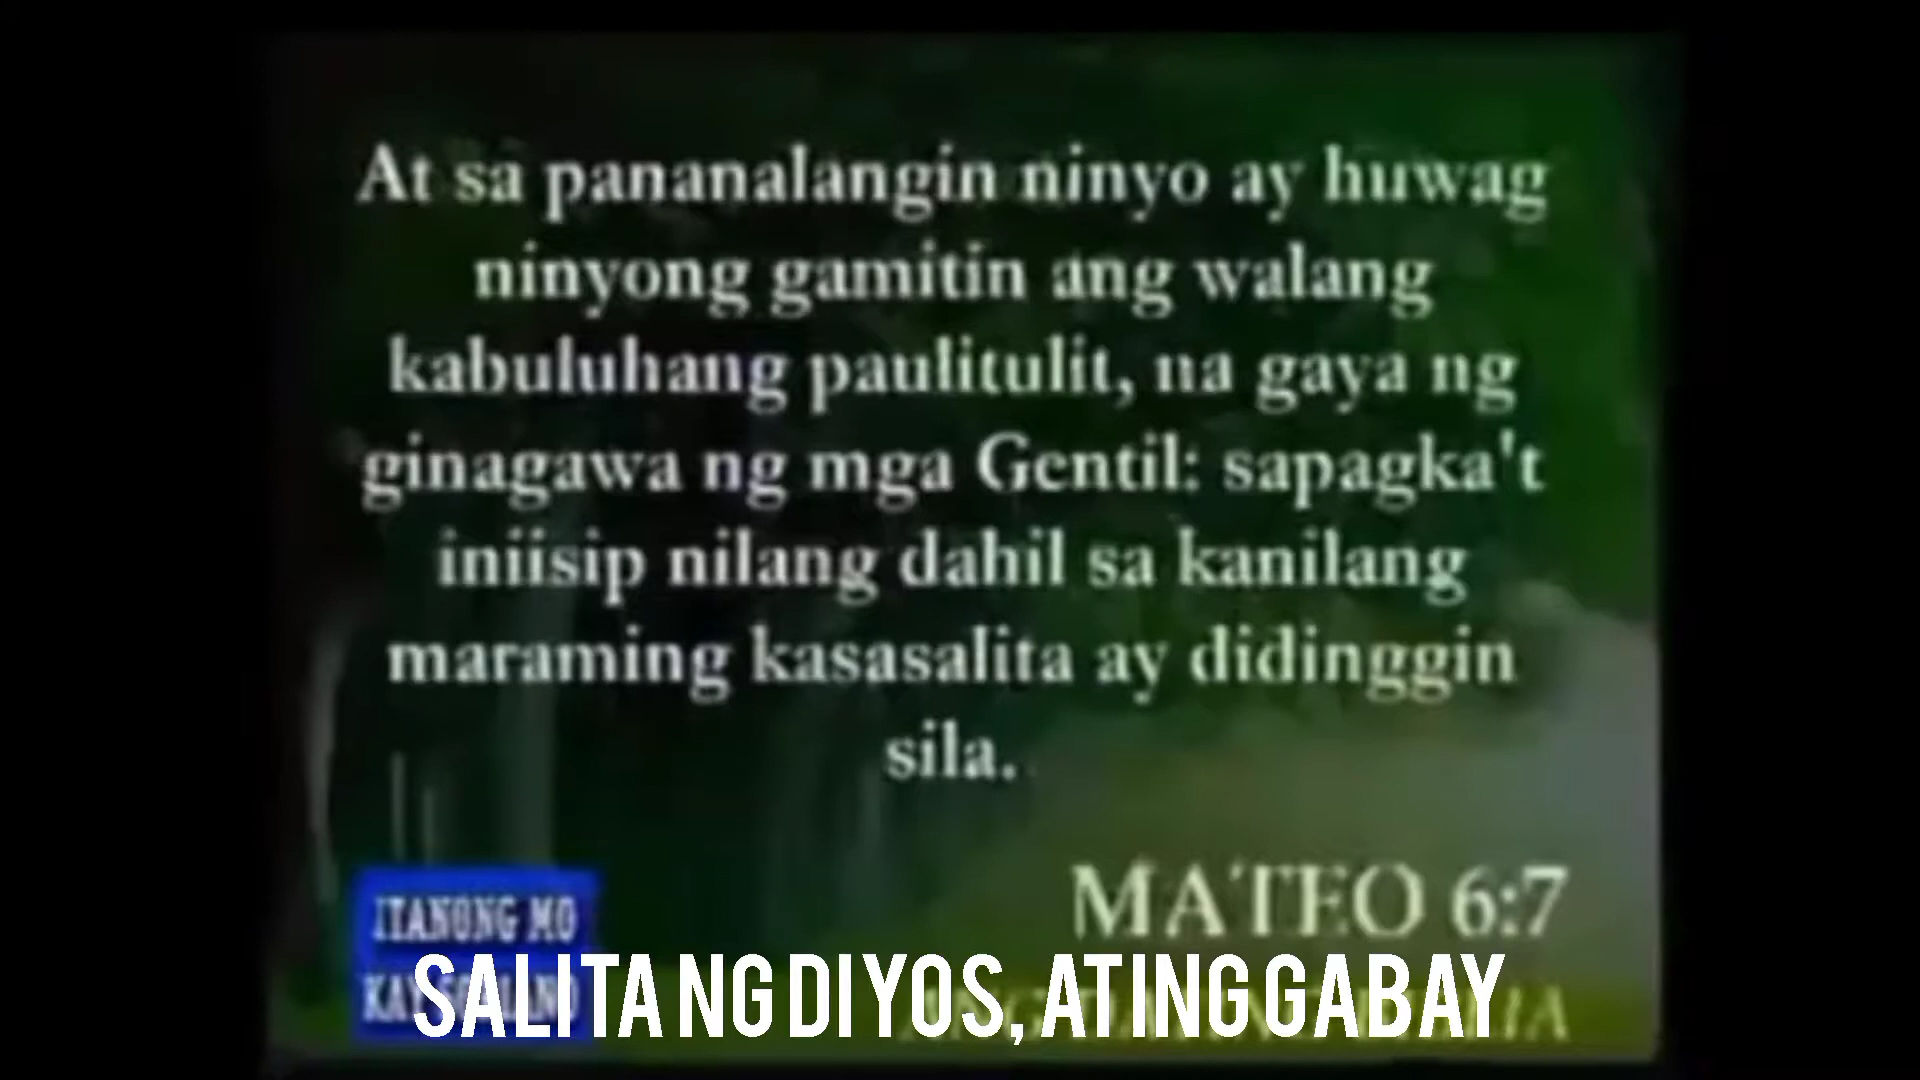 At sa pananalangin ninyo ay huwag
ninyong gamitin ang walang
kabuluhang paulitulit, na gaya ng
ginagawa ng mga Gentil: sapagka't
iniisip nilang dahil sa kanilang
maraming kasasalita ay didinggin
sila.
MATEO 6:7
ITANONG MO
KAY SORIANO
SALITA NG DIYOS, ATING GABAY